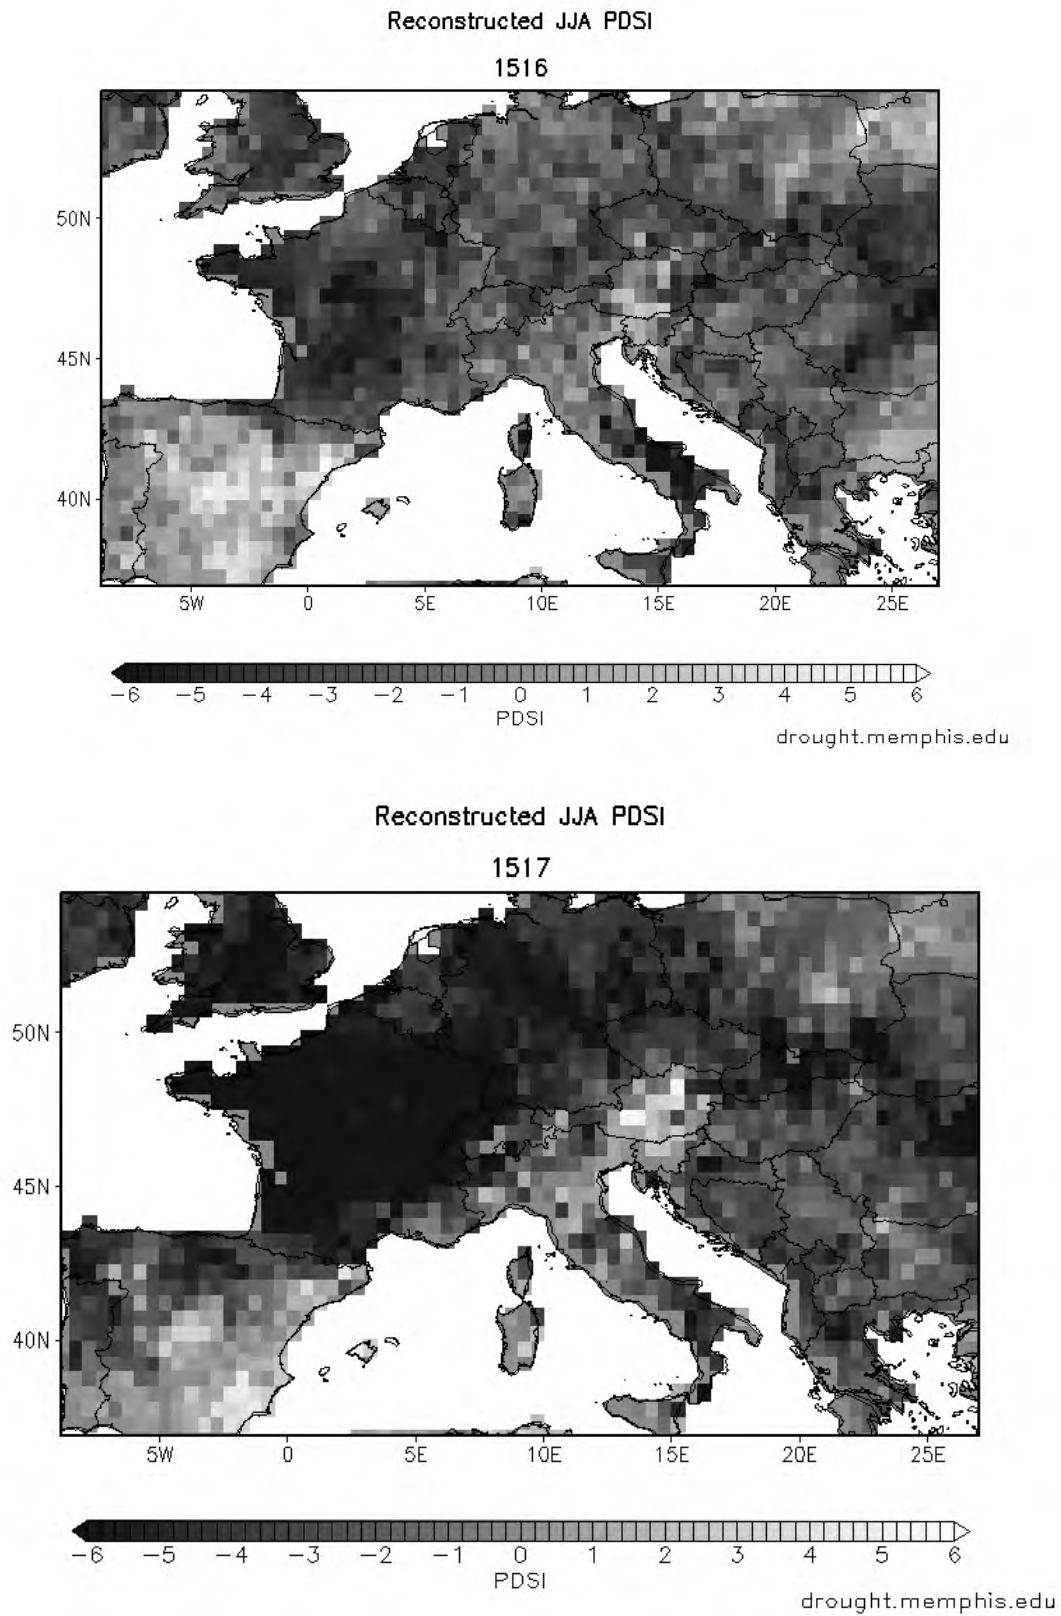 Reconstructed JJA PDSI
1516
50N
45N
40N
5W 0 5E 10E 15E 20E 25E
−6 −5 −4 −3 −2 −1 0 1 2 3 4 5 6
PDSI
drought.memphis.edu
Reconstructed JJA PDSI
1517
50N
45N
40N
5W 0 5E 10E 15E 20E 25E
−6 −5 −4 −3 −2 −1 0 1 2 3 4 5 6
PDSI
drought.memphis.edu